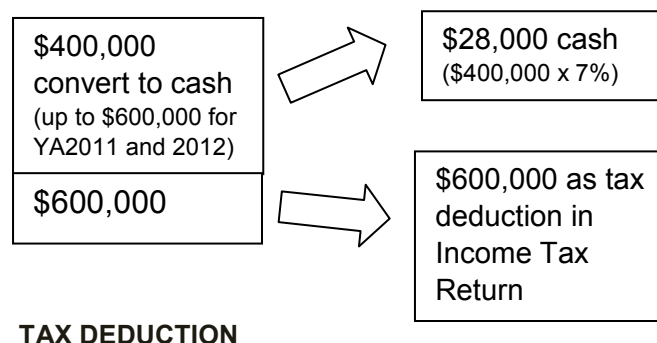 $400,000
convert to cash
(up to $600,000 for
YA2011 and 2012)
$28,000 cash
($400,000 x 7%)
$600,000
$600,000 as tax
deduction in
Income Tax
Return
TAX DEDUCTION